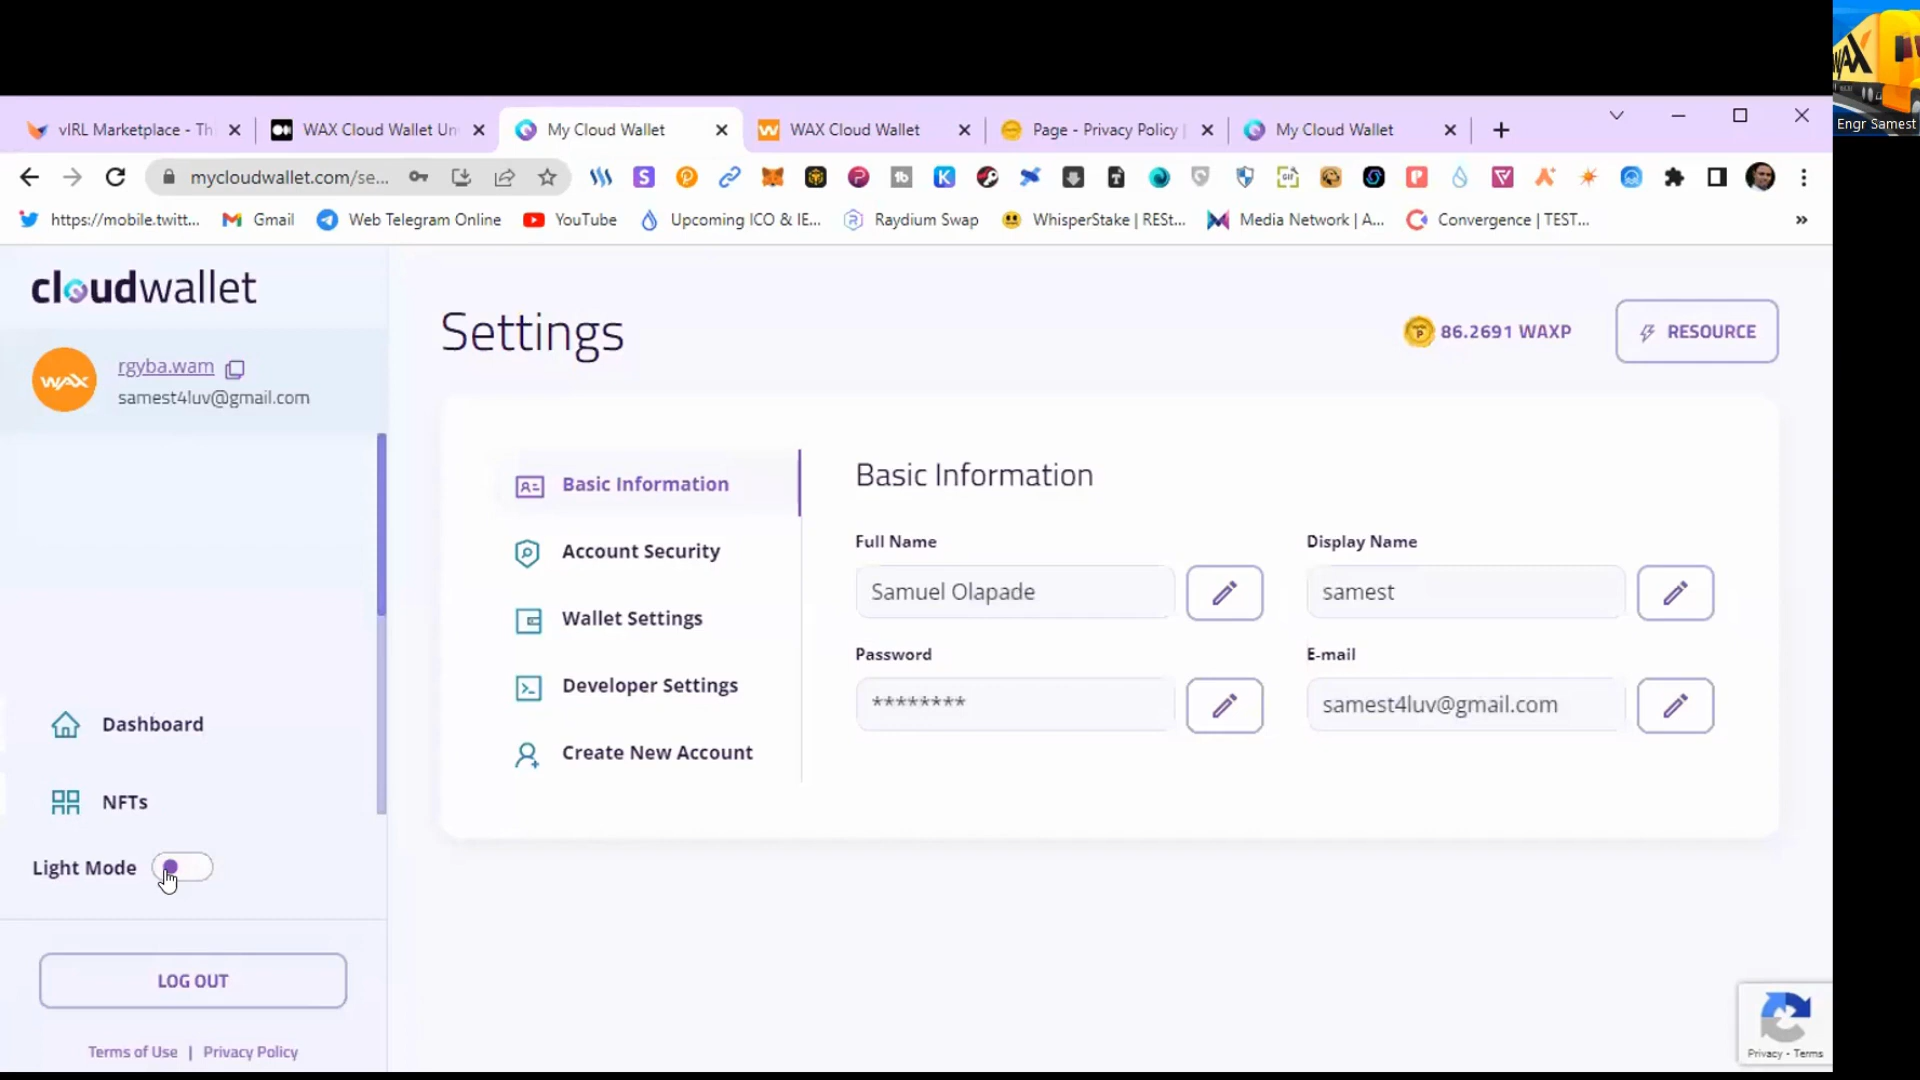 WAX
Engr Samest
vIRL Marketplace - Th
WAX Cloud Wallet Un
My Cloud Wallet
WAX Cloud Wallet
Page - Privacy Policy
My Cloud Wallet
mycloudwallet.com/se...
https://mobile.twitt...
Gmail
Web Telegram Online
YouTube
Upcoming ICO & IE...
Raydium Swap
WhisperStake | RESt...
Media Network | A...
Convergence | TEST...
»
cloudwallet
WAX
rgyba.wam
samest4luv@gmail.com
Dashboard
NFTs
Light Mode
LOG OUT
Terms of Use | Privacy Policy
Settings
86.2691 WAXP
RESOURCE
Basic Information
Account Security
Wallet Settings
Developer Settings
Create New Account
Basic Information
Full Name
Samuel Olapade
Display Name
samest
Password
********
E-mail
samest4luv@gmail.com
Privacy - Terms